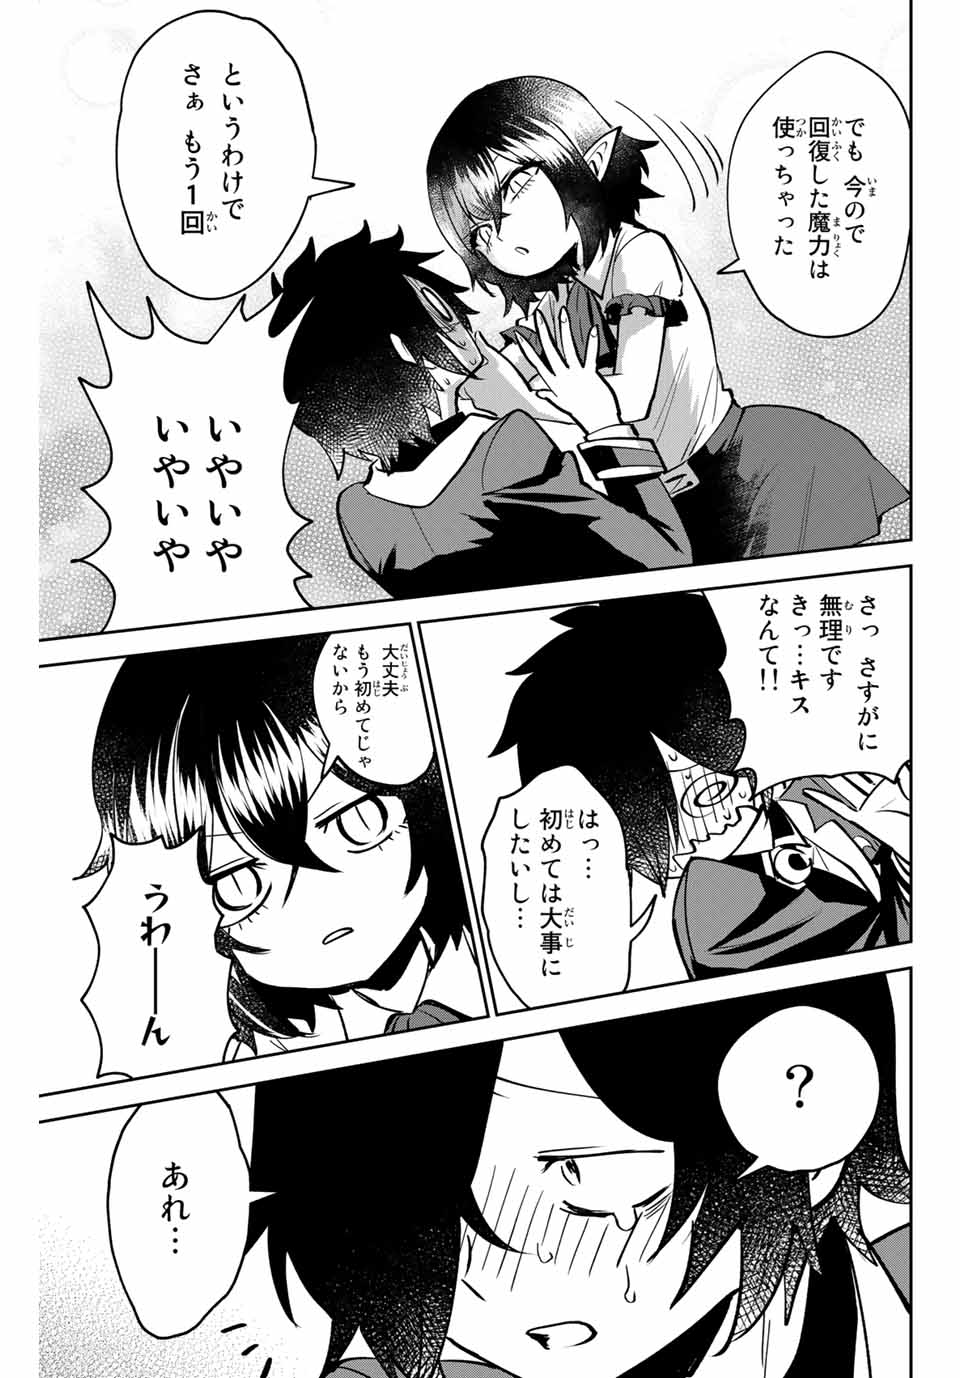 でも 今ので
回復した魔力は
使っちゃった
というわけで
さぁ もう1回
いやいや
いやいや
さっ さすがに
無理です
きっ…キス
なんて!!
はっ…
初めては大事に
したいし…
大丈夫
もう初めてじゃ
ないから
うわーーん
?
あれ…